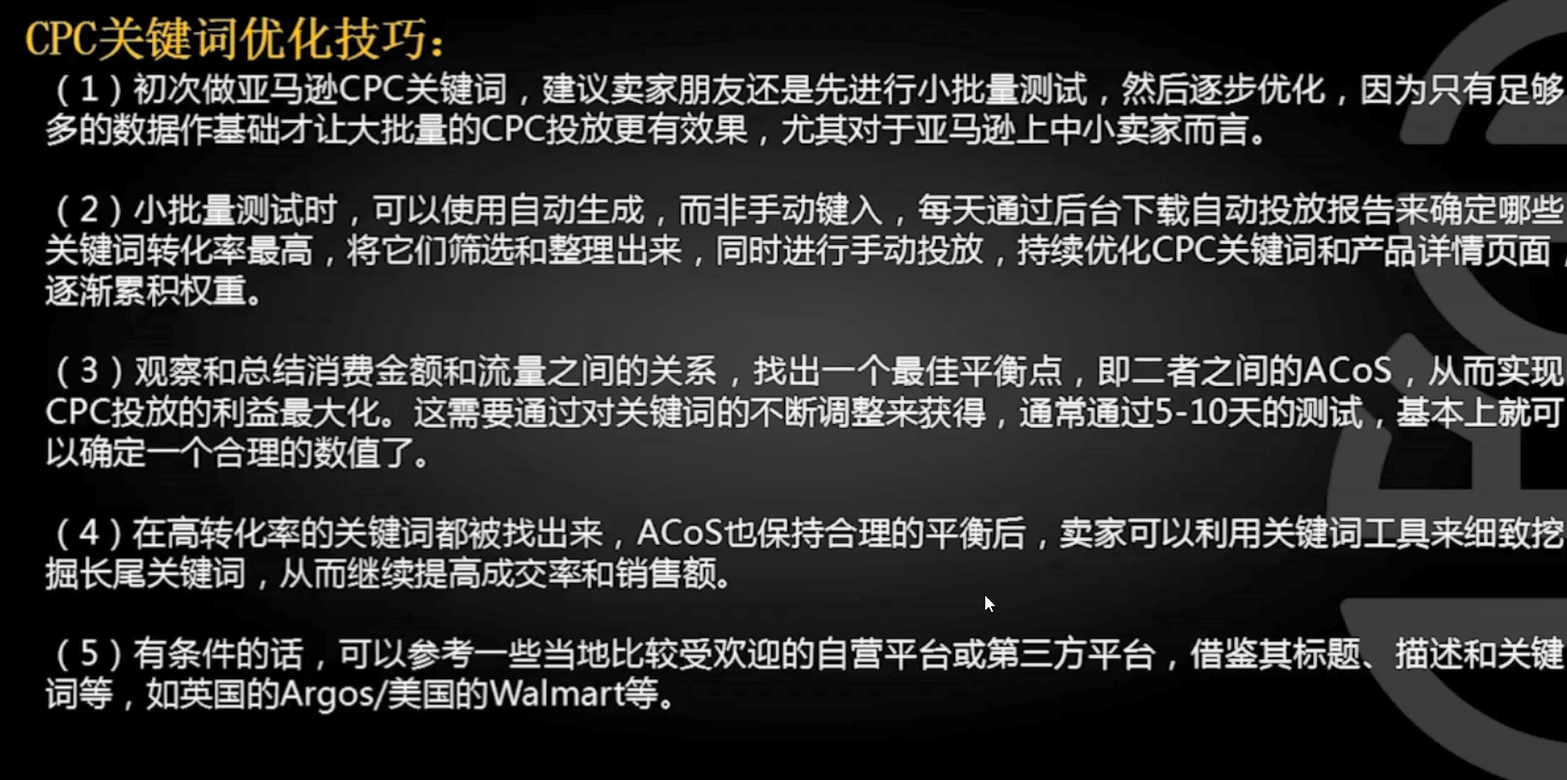 CPC关键词优化技巧:
（1）初次做亚马逊CPC关键词，建议卖家朋友还是先进行小批量测试，然后逐步优化，因为只有足够
多的数据作基础才让大批量的CPC投放更有效果，尤其对于亚马逊上中小卖家而言。
（2）小批量测试时，可以使用自动生成，而非手动键入，每天通过后台下载自动投放报告来确定哪些
关键词转化率最高，将它们筛选和整理出来，同时进行手动投放，持续优化CPC关键词和产品详情页面，
逐渐累积权重。
（3）观察和总结消费金额和流量之间的关系，找出一个最佳平衡点，即二者之间的ACoS，从而实现
CPC投放的利益最大化。这需要通过对关键词的不断调整来获得，通常通过5-10天的测试，基本上就可
以确定一个合理的数值了。
（4）在高转化率的关键词都被找出来，ACoS也保持合理的平衡后，卖家可以利用关键词工具来细致挖
掘长尾关键词，从而继续提高成交率和销售额。
（5）有条件的话，可以参考一些当地比较受欢迎的自营平台或第三方平台，借鉴其标题、描述和关键
词等，如英国的Argos/美国的Walmart等。